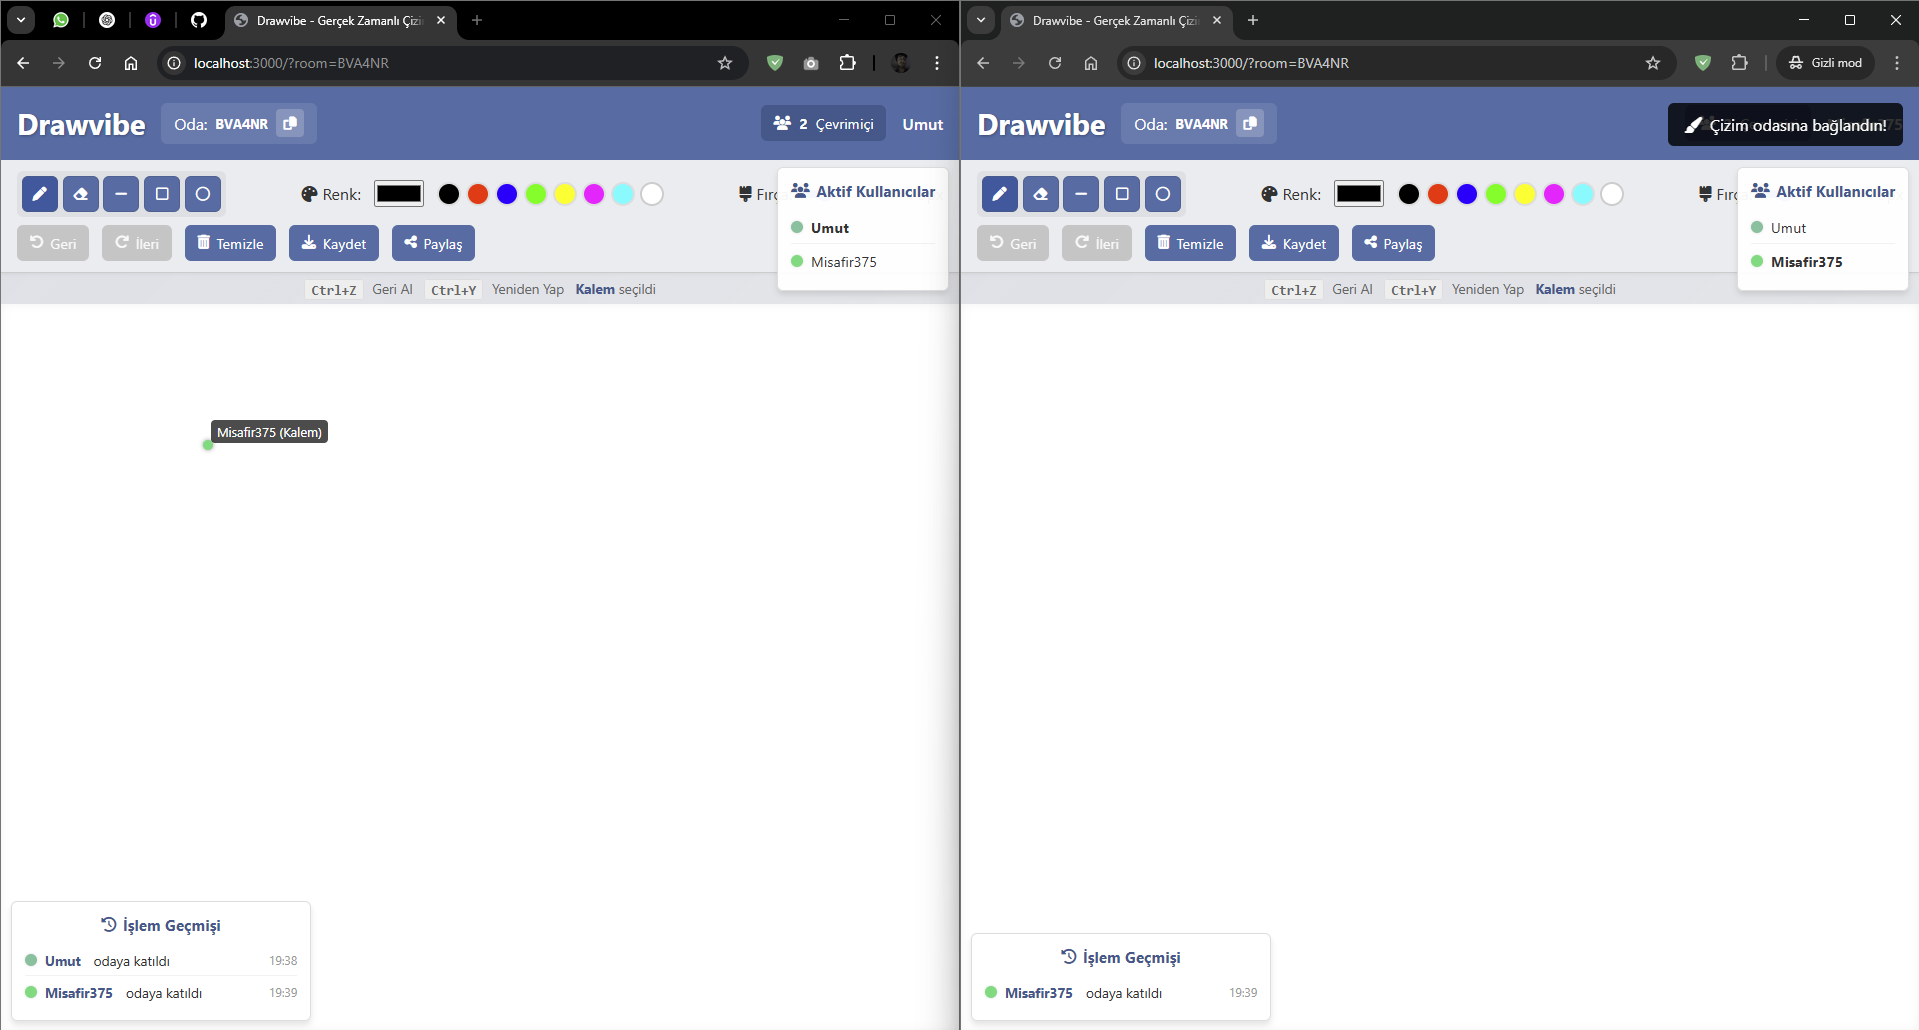 Drawvibe - Gerçek Zamanlı Çizi
localhost:3000/?room=BVA4NR
Drawvibe
Oda: BVA4NR
2 Çevrimiçi
Umut
Renk:
Fırç
Geri
İleri
Temizle
Kaydet
Paylaş
Aktif Kullanıcılar
Umut
Misafir375
Ctrl+Z Geri Al Ctrl+Y Yeniden Yap Kalem seçildi
Misafir375 (Kalem)
İşlem Geçmişi
Umut odaya katıldı 19:38
Misafir375 odaya katıldı 19:39
Drawvibe - Gerçek Zamanlı Çizi
localhost:3000/?room=BVA4NR
Gizli mod
Drawvibe
Oda: BVA4NR
Çizim odasına bağlandın!
Renk:
Fırç
Geri
İleri
Temizle
Kaydet
Paylaş
Aktif Kullanıcılar
Umut
Misafir375
Ctrl+Z Geri Al Ctrl+Y Yeniden Yap Kalem seçildi
İşlem Geçmişi
Misafir375 odaya katıldı 19:39